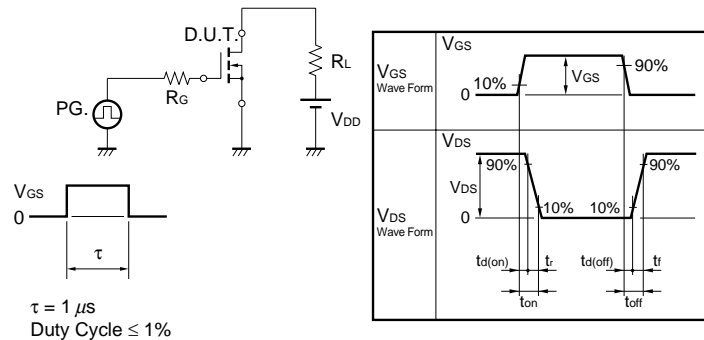 D.U.T.
RL
RG
PG.
VDD
VGS
0
τ
τ = 1 μs
Duty Cycle ≤ 1%
VGS
Wave Form
VGS
10%
0
VGS
90%
VDS
Wave Form
VDS
90%
VDS
0
10%
10%
90%
td(on)
tr
td(off)
tf
ton
toff